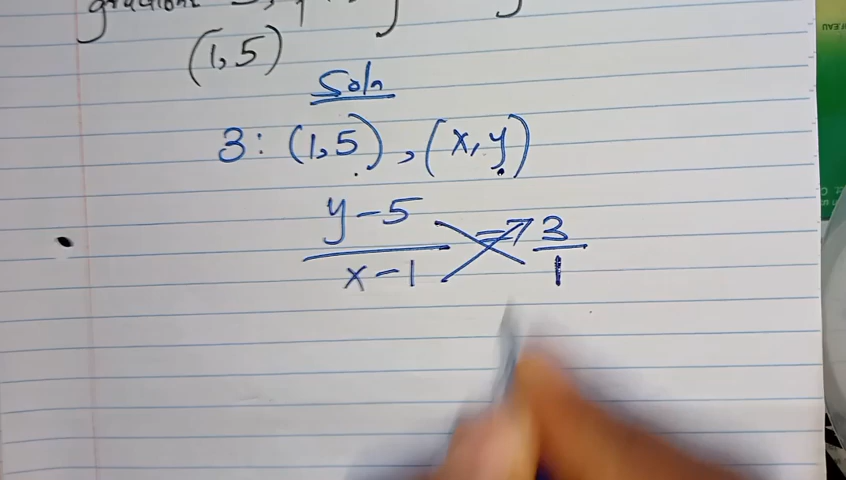 (1,5)
Soln
3: (1,5), (x,y)
y-5
x-1
=
3
1